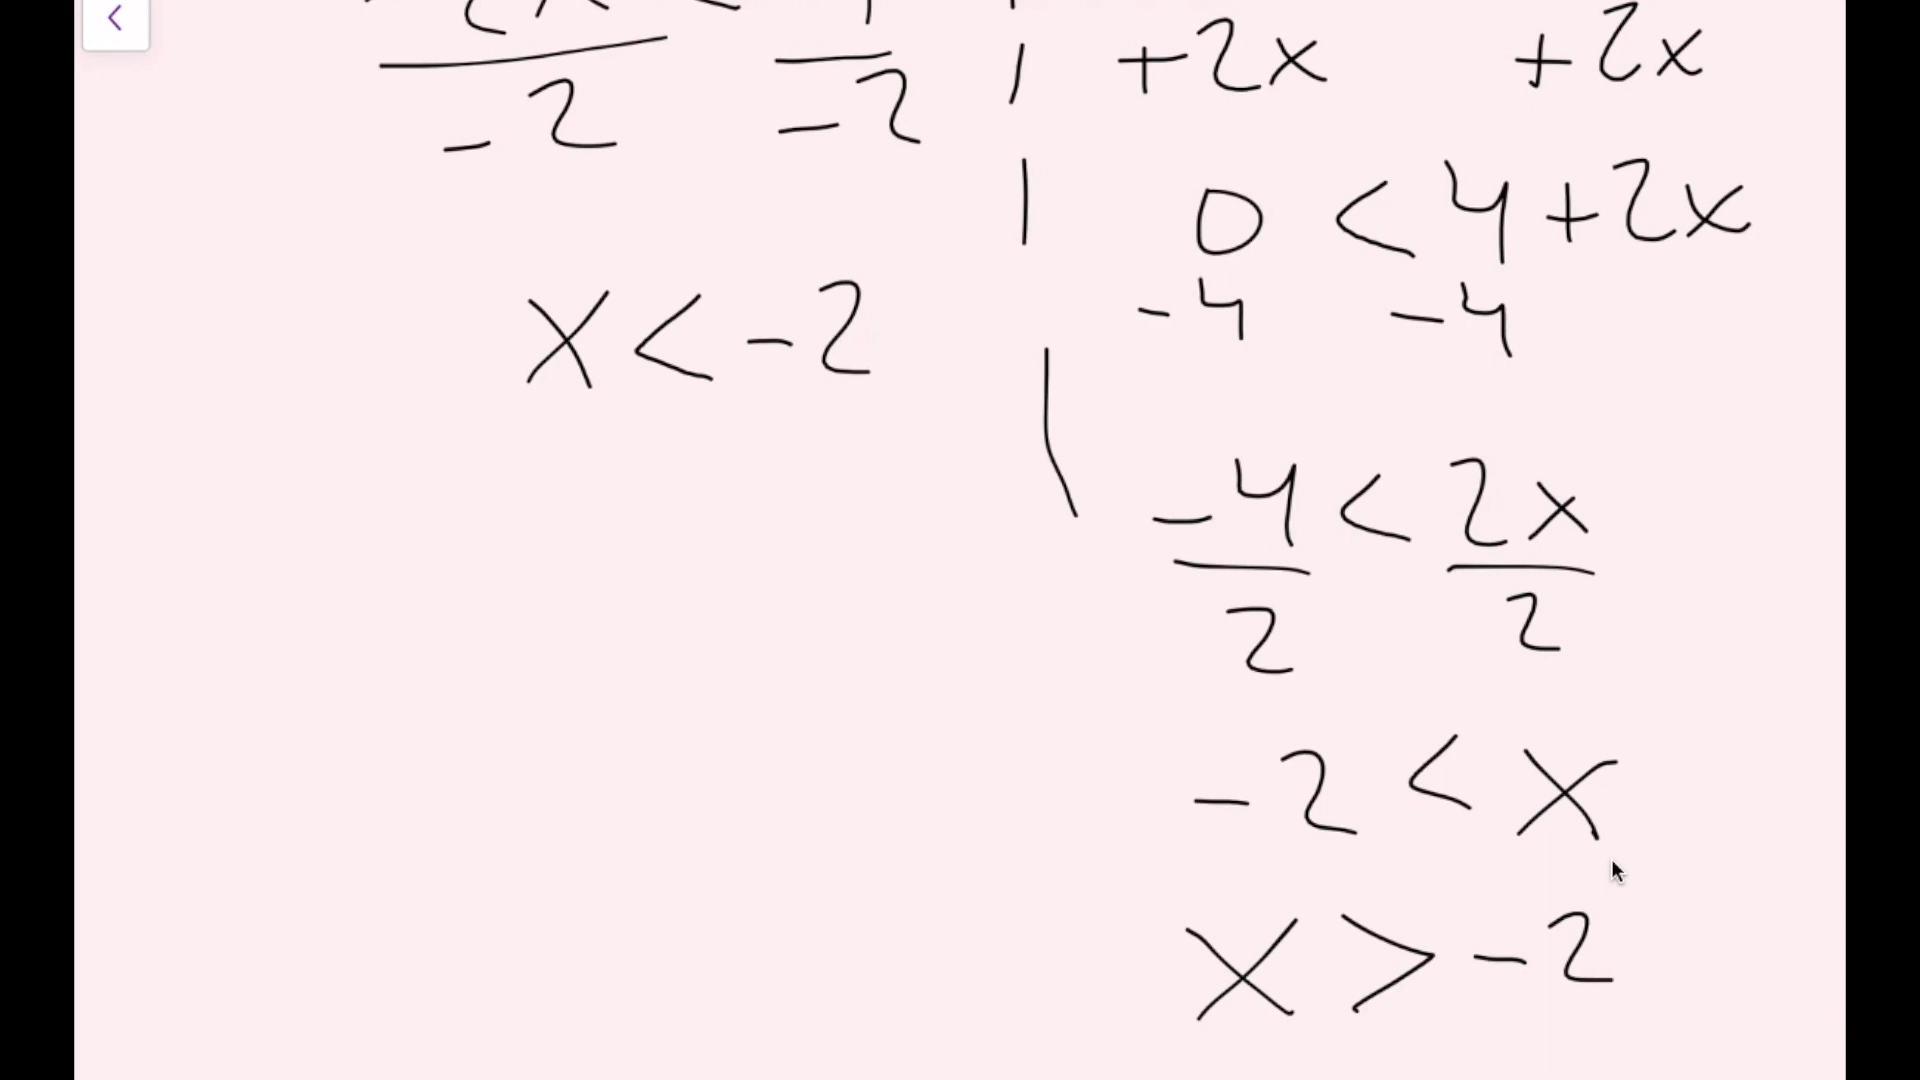 -2 -2
x < -2
+2x +2x
0 < 4 + 2x
-4 -4
-4 < 2x
2 2
-2 < x
x > -2